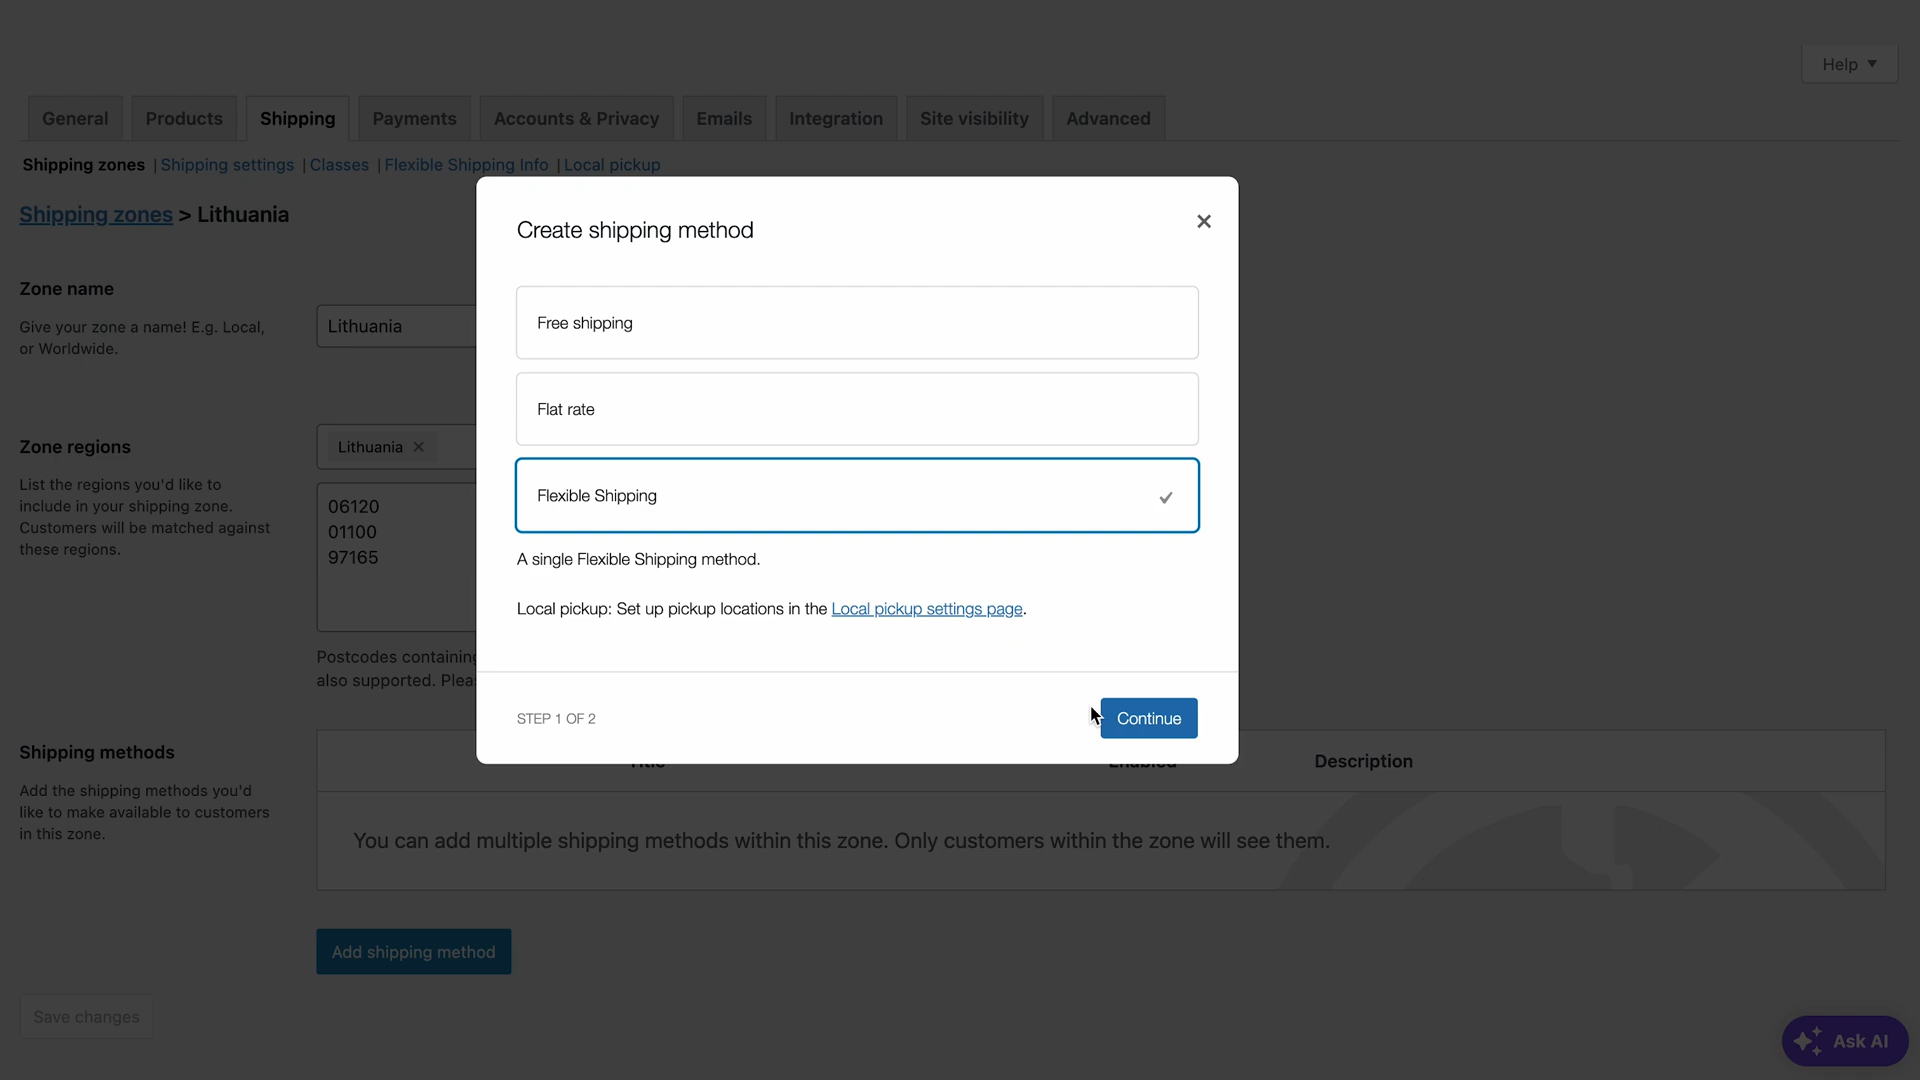 Help
General
Products
Shipping
Payments
Accounts & Privacy
Emails
Integration
Site visibility
Advanced
Shipping zones | Shipping settings | Classes | Flexible Shipping Info | Local pickup
Shipping zones > Lithuania
Create shipping method
Free shipping
Flat rate
Flexible Shipping
A single Flexible Shipping method.
Local pickup: Set up pickup locations in the Local pickup settings page.
STEP 1 OF 2
Continue
Zone name
Give your zone a name! E.g. Local,
or Worldwide.
Lithuania
Zone regions
List the regions you'd like to
include in your shipping zone.
Customers will be matched against
these regions.
Lithuania
06120
01100
97165
Postcodes containing
also supported.
Shipping methods
Add the shipping methods you'd
like to make available to customers
in this zone.
Title
Enabled
Description
You can add multiple shipping methods within this zone. Only customers within the zone will see them.
Add shipping method
Save changes
Ask AI